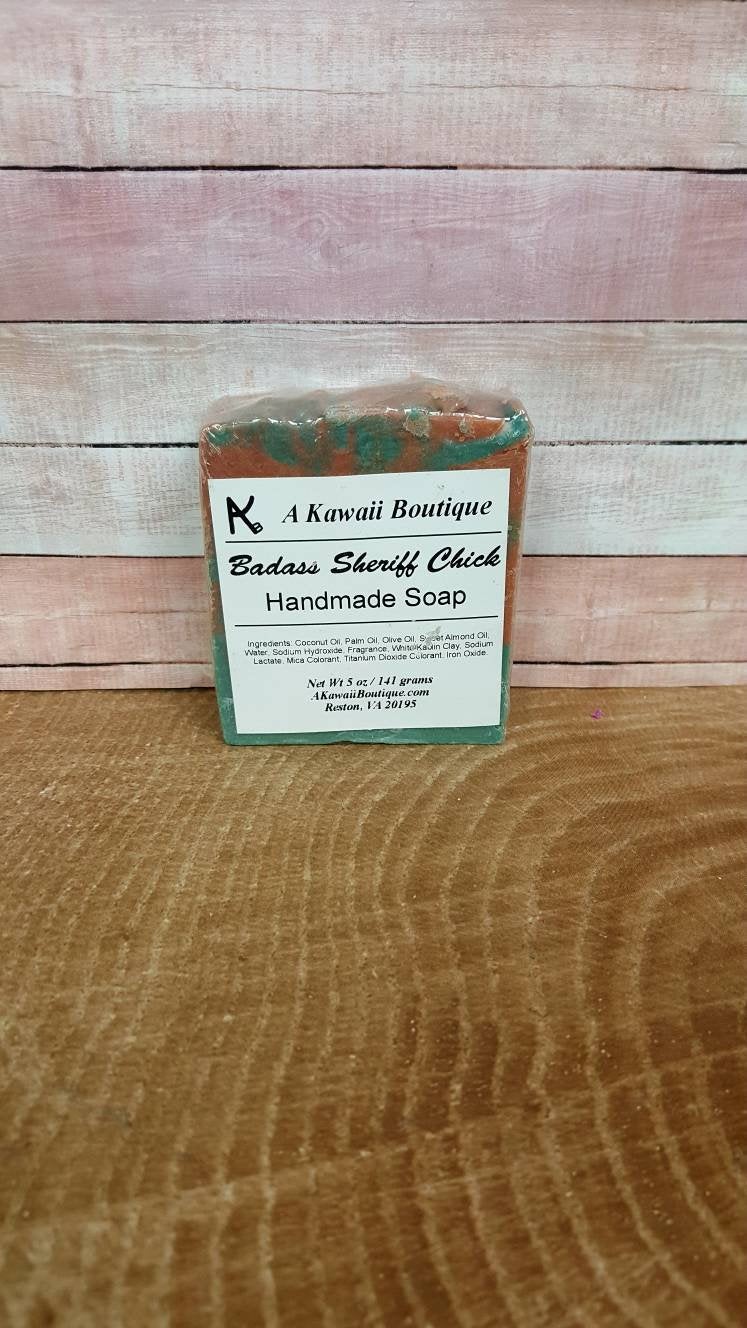 AK B A Kawaii Boutique
Badass Sheriff Chick
Handmade Soap
Ingredients: Coconut Oil, Palm Oil, Olive Oil, Sweet Almond Oil,
Water, Sodium Hydroxide, Fragrance, White/Kaolin Clay, Sodium
Lactate, Mica Colorant, Titanium Dioxide Colorant, Iron Oxide.
Net Wt 5 oz / 141 grams
AKawaiiBoutique.com
Reston, VA 20195